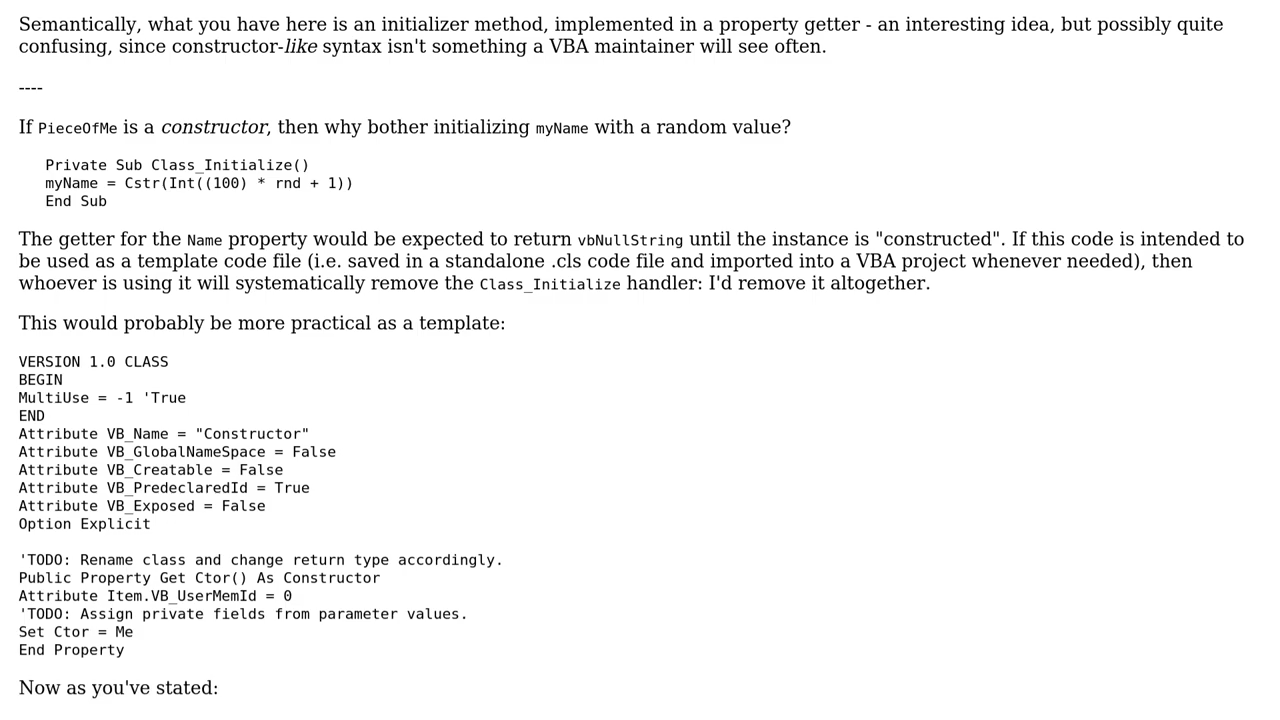 Semantically, what you have here is an initializer method, implemented in a property getter - an interesting idea, but possibly quite
confusing, since constructor-like syntax isn't something a VBA maintainer will see often.
----
If PieceOfMe is a constructor, then why bother initializing myName with a random value?
Private Sub Class_Initialize()
myName = Cstr(Int((100) * rnd + 1))
End Sub
The getter for the Name property would be expected to return vbNullString until the instance is "constructed". If this code is intended to
be used as a template code file (i.e. saved in a standalone .cls code file and imported into a VBA project whenever needed), then
whoever is using it will systematically remove the Class_Initialize handler: I'd remove it altogether.
This would probably be more practical as a template:
VERSION 1.0 CLASS
BEGIN
MultiUse = -1 'True
END
Attribute VB_Name = "Constructor"
Attribute VB_GlobalNameSpace = False
Attribute VB_Creatable = False
Attribute VB_PredeclaredId = True
Attribute VB_Exposed = False
Option Explicit
'TODO: Rename class and change return type accordingly.
Public Property Get Ctor() As Constructor
Attribute Item.VB_UserMemId = 0
'TODO: Assign private fields from parameter values.
Set Ctor = Me
End Property
Now as you've stated: